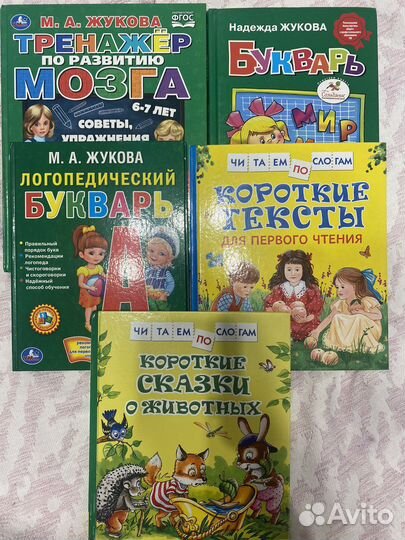 М. А. ЖУКОВА
ФГОС
ТРЕНАЖЁР
ПО РАЗВИТИЮ
МОЗГА
6-7 ЛЕТ
СОВЕТЫ,
УПРАЖНЕНИЯ
Надежда ЖУКОВА
БУКВАРЬ
МИР
М. А. ЖУКОВА
ЛОГОПЕДИЧЕСКИЙ
БУКВАРЬ
А
• Правильный
порядок букв
• Рекомендации
логопеда
• Чистоговорки
и скороговорки
• Надёжный
способ обучения
ЧИ ТА ЕМ ПО СЛО ГАМ
КОРОТКИЕ
ТЕКСТЫ
ДЛЯ ПЕРВОГО ЧТЕНИЯ
ЧИ ТА ЕМ ПО СЛО ГАМ
КОРОТКИЕ
СКАЗКИ
О ЖИВОТНЫХ
Avito